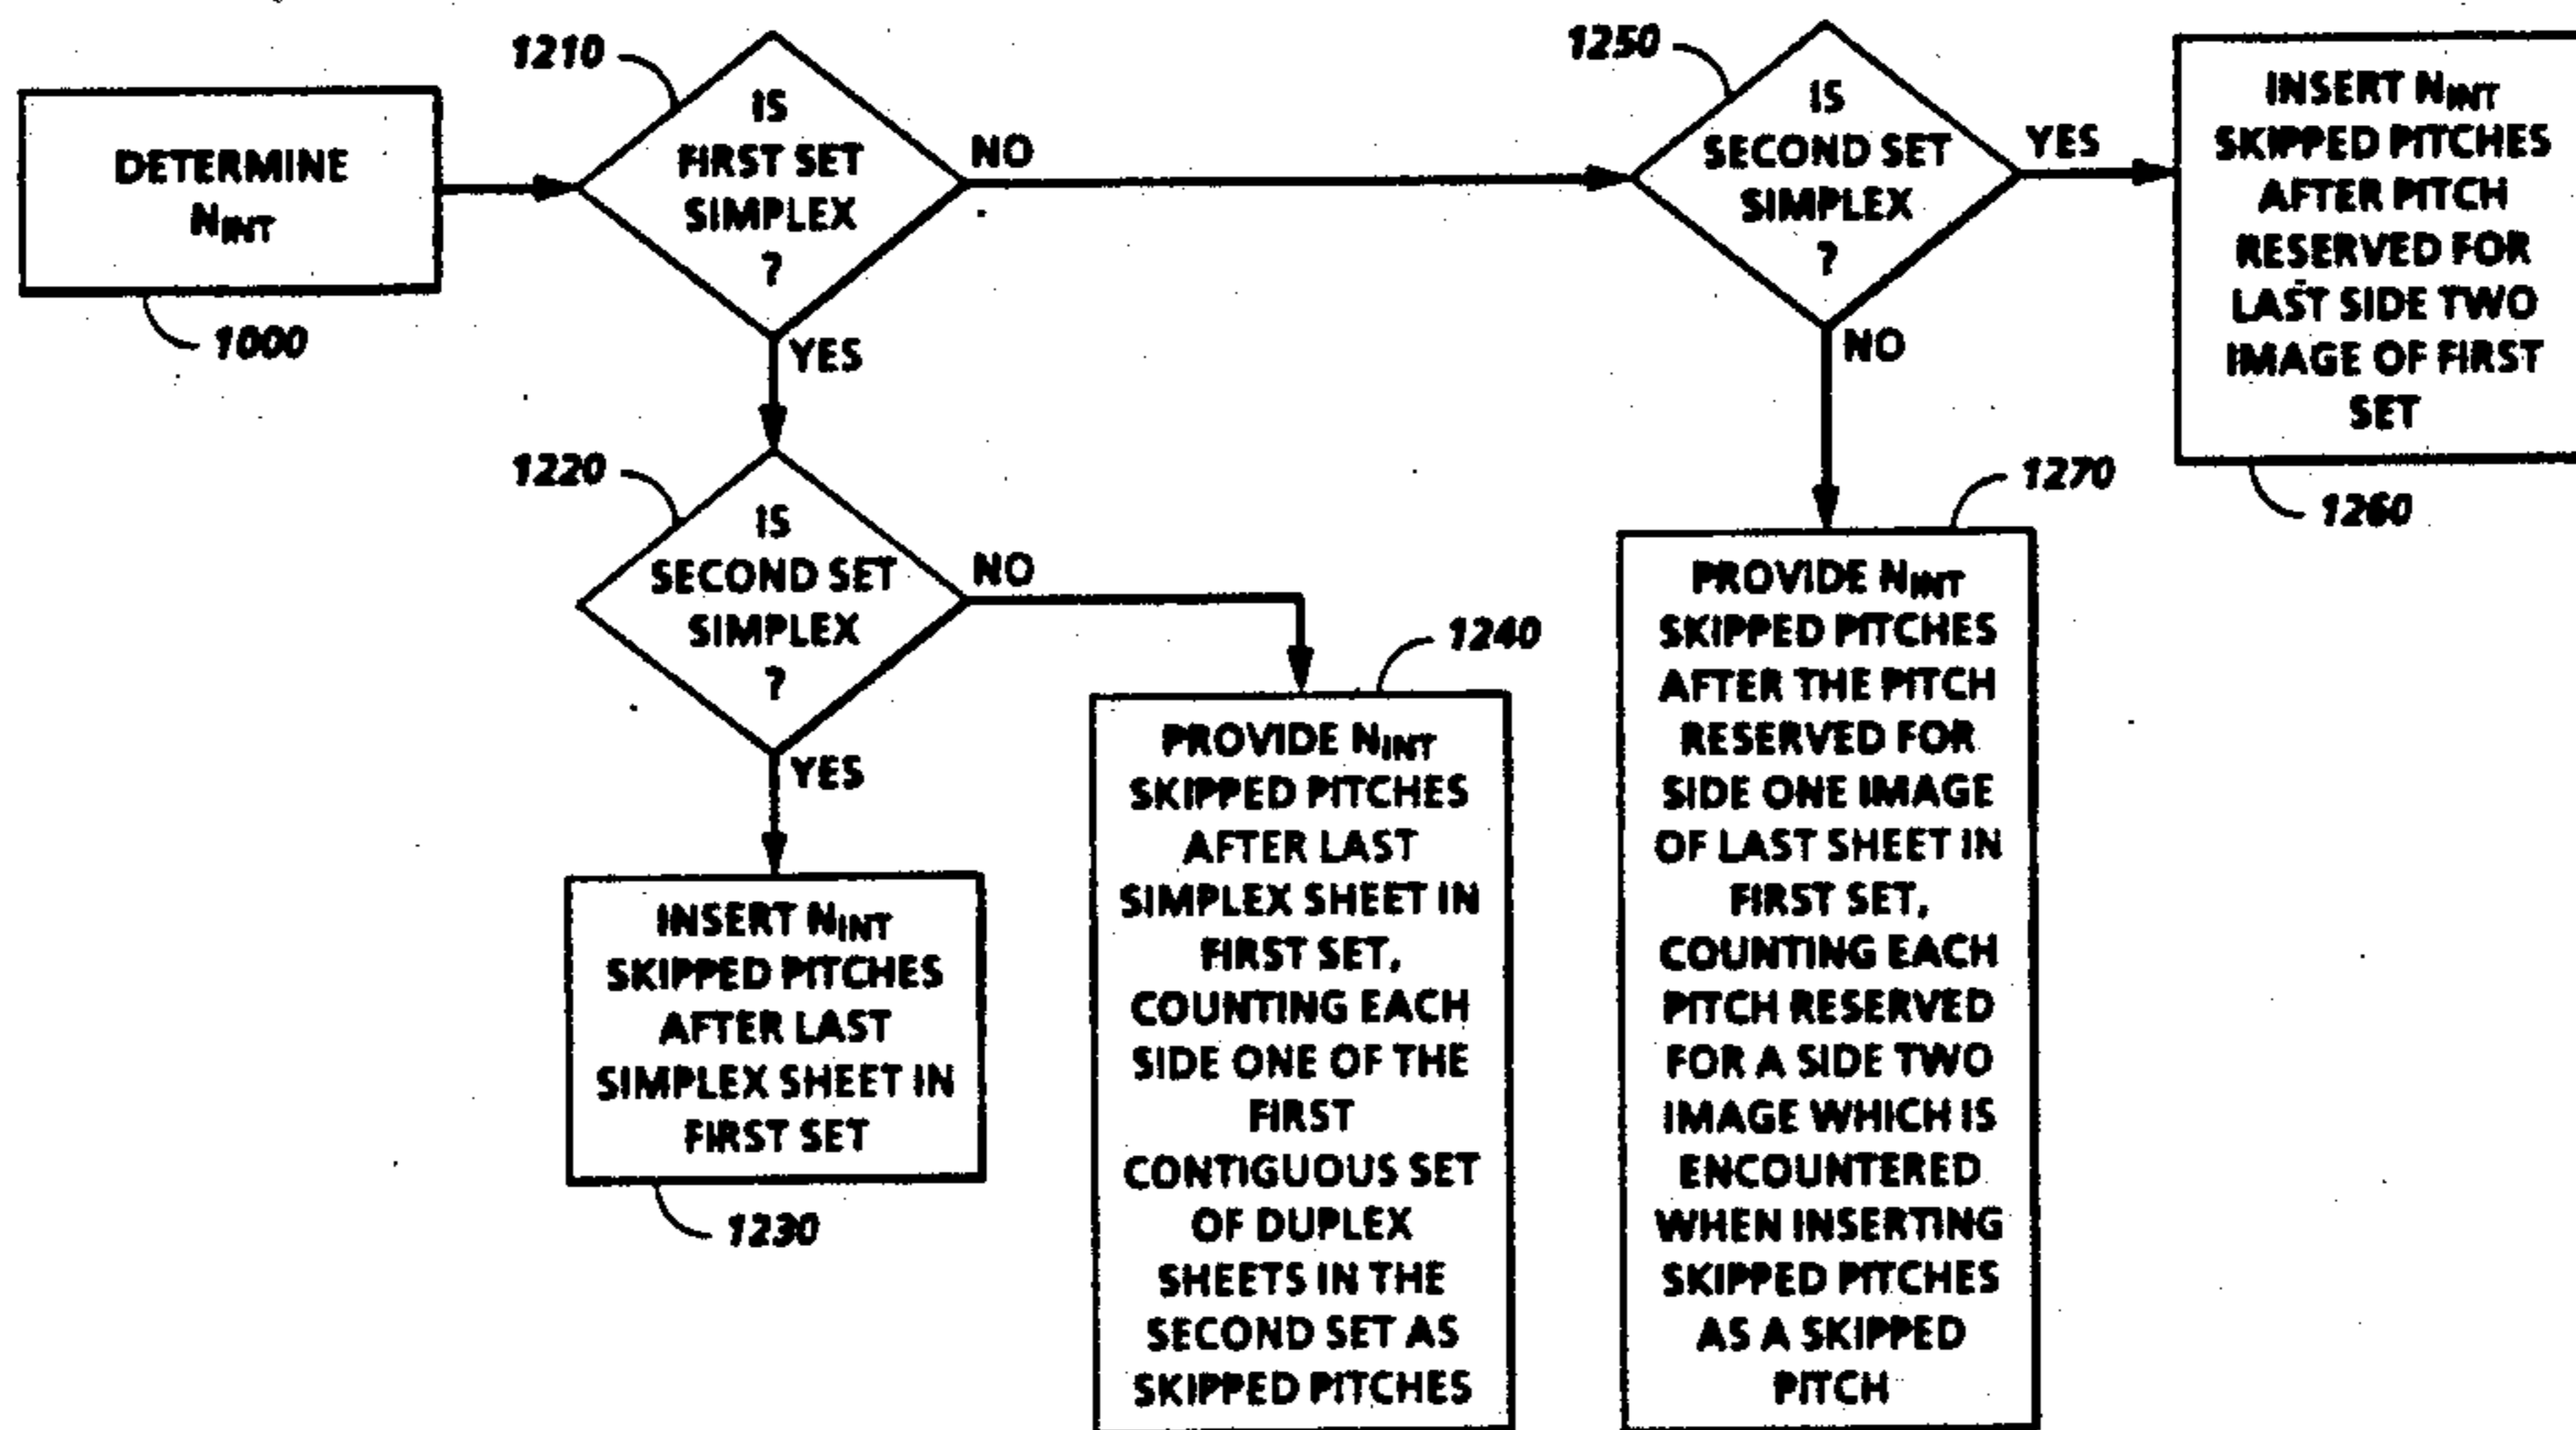 1210
IS
FIRST SET
SIMPLEX
?
NO
YES
DETERMINE
NINT
1000
1250
IS
SECOND SET
SIMPLEX
?
YES
NO
INSERT NINT
SKIPPED PITCHES
AFTER PITCH
RESERVED FOR
LAST SIDE TWO
IMAGE OF FIRST
SET
1260
1220
IS
SECOND SET
SIMPLEX
?
NO
YES
INSERT NINT
SKIPPED PITCHES
AFTER LAST
SIMPLEX SHEET IN
FIRST SET
1230
1240
PROVIDE NINT
SKIPPED PITCHES
AFTER LAST
SIMPLEX SHEET IN
FIRST SET,
COUNTING EACH
SIDE ONE OF THE
FIRST
CONTIGUOUS SET
OF DUPLEX
SHEETS IN THE
SECOND SET AS
SKIPPED PITCHES
1270
PROVIDE NINT
SKIPPED PITCHES
AFTER THE PITCH
RESERVED FOR
SIDE ONE IMAGE
OF LAST SHEET IN
FIRST SET,
COUNTING EACH
PITCH RESERVED
FOR A SIDE TWO
IMAGE WHICH IS
ENCOUNTERED
WHEN INSERTING
SKIPPED PITCHES
AS A SKIPPED
PITCH